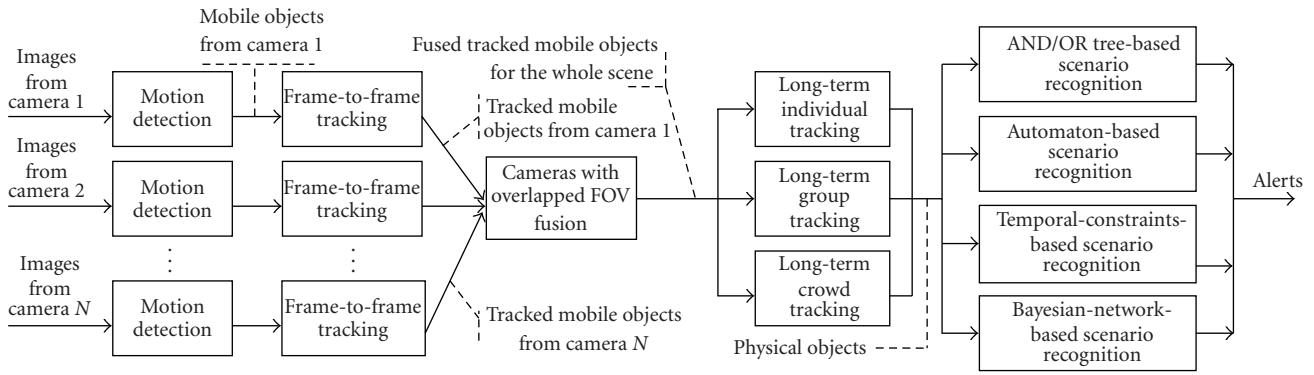 Images
from
camera 1
Motion
detection
Mobile objects
from camera 1
Frame-to-frame
tracking
Images
from
camera 2
Motion
detection
Frame-to-frame
tracking
Images
from
camera N
Motion
detection
Frame-to-frame
tracking
Tracked mobile
objects from camera 1
Tracked mobile objects
from camera N
Cameras with
overlapped FOV
fusion
Fused tracked mobile objects
for the whole scene
Long-term
individual
tracking
Long-term
group
tracking
Long-term
crowd
tracking
Physical objects
AND/OR tree-based
scenario
recognition
Automaton-based
scenario
recognition
Temporal-constraints-
based scenario
recognition
Bayesian-network-
based scenario
recognition
Alerts